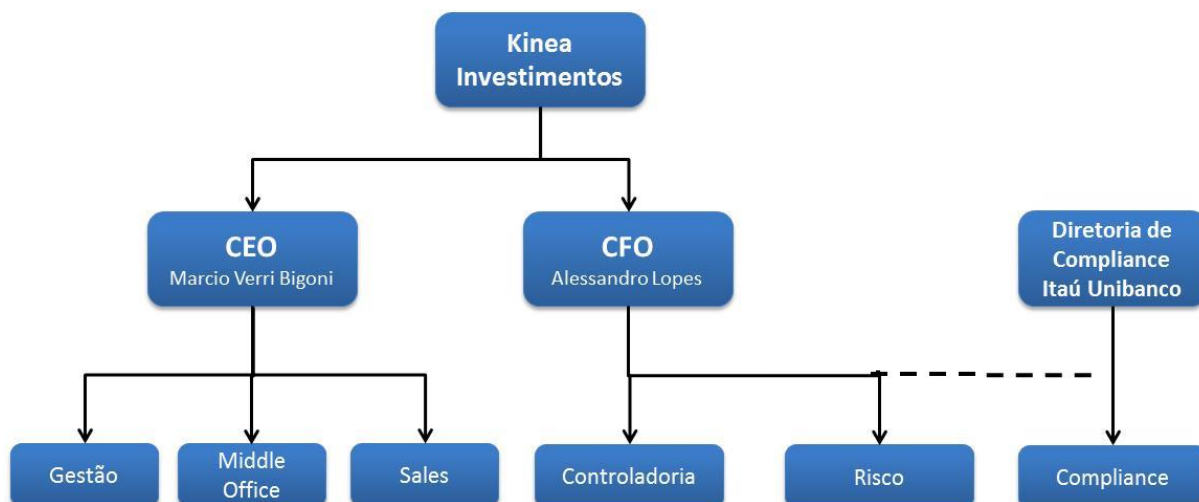 Kinea
Investimentos
CEO
Marcio Verri Bigoni
CFO
Alessandro Lopes
Diretoria de
Compliance
Itaú Unibanco
Gestão
Middle
Office
Sales
Controladoria
Risco
Compliance